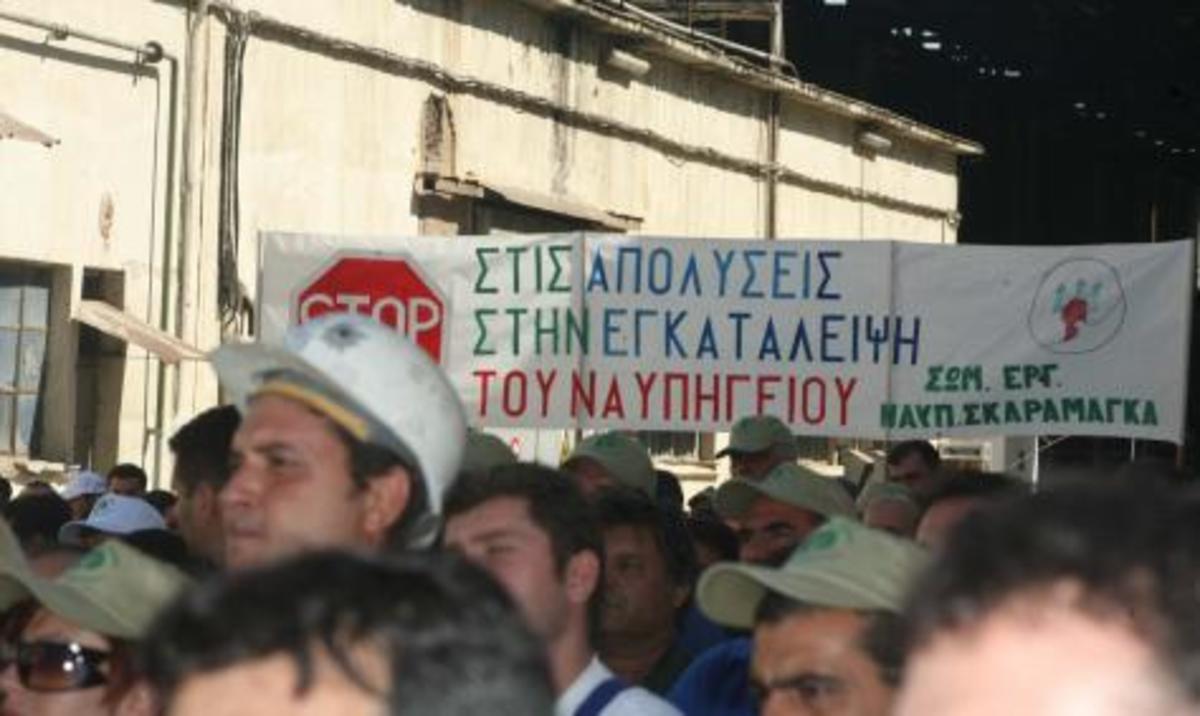 STOP
ΣΤΙΣ ΑΠΟΛΥΣΕΙΣ
ΣΤΗΝ ΕΓΚΑΤΑΛΕΙΨΗ
ΤΟΥ ΝΑΥΠΗΓΕΙΟΥ
ΣΩΜ. ΕΡΓ.
ΝΑΥΠ. ΣΚΑΡΑΜΑΓΚΑ